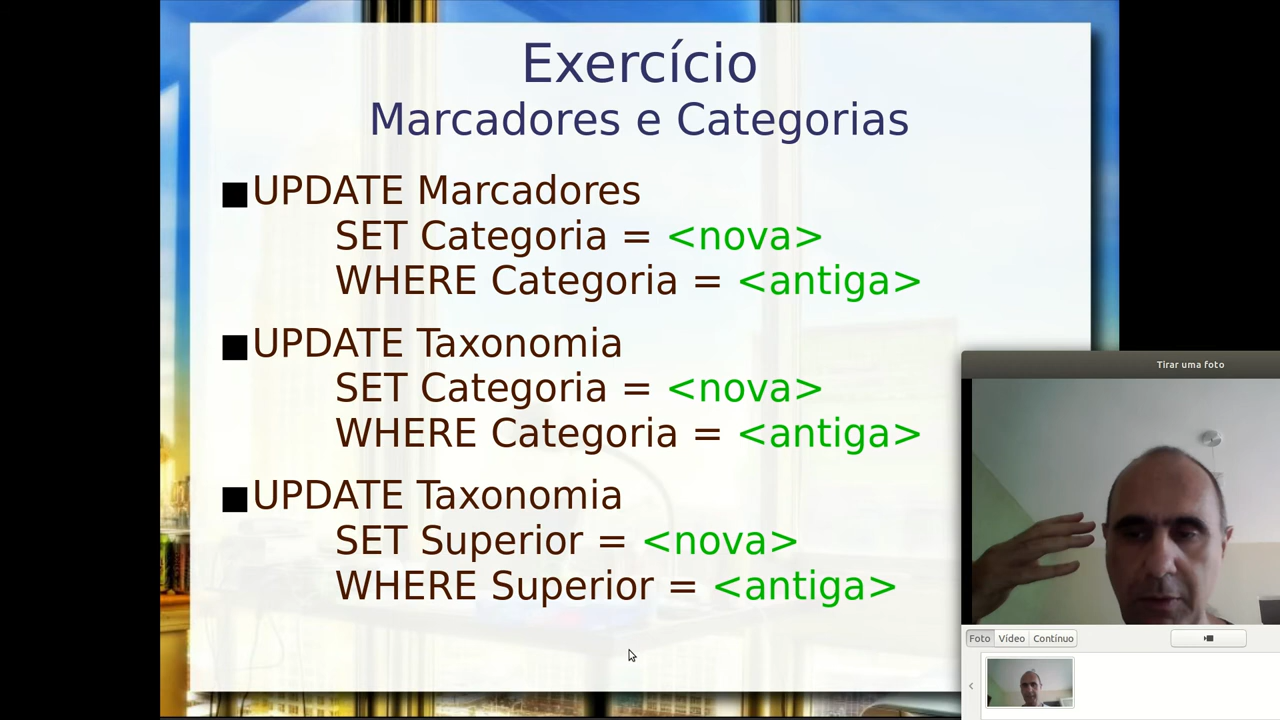 Exercício
Marcadores e Categorias
■UPDATE Marcadores
SET Categoria = <nova>
WHERE Categoria = <antiga>
■UPDATE Taxonomia
SET Categoria = <nova>
WHERE Categoria = <antiga>
■UPDATE Taxonomia
SET Superior = <nova>
WHERE Superior = <antiga>
Tirar uma foto
Foto Vídeo Contínuo